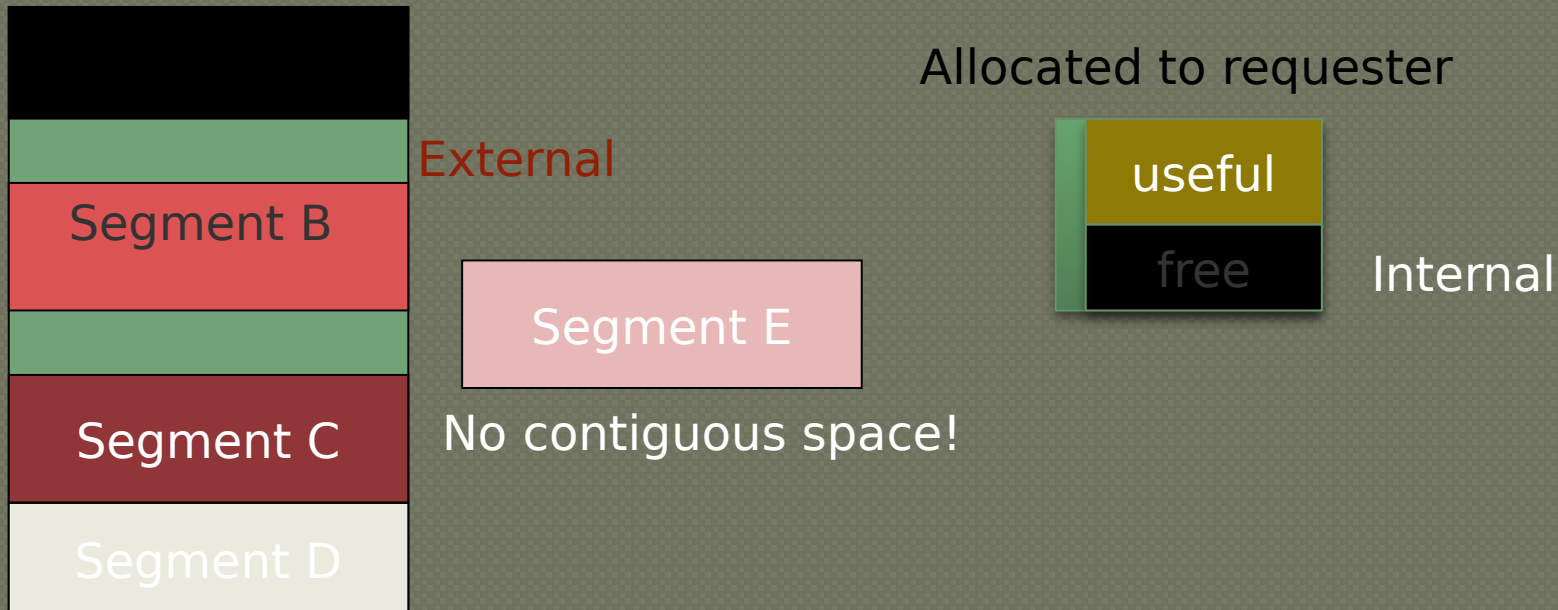 Allocated to requester
External
useful
Segment B
free
Internal
Segment E
No contiguous space!
Segment C
Segment D